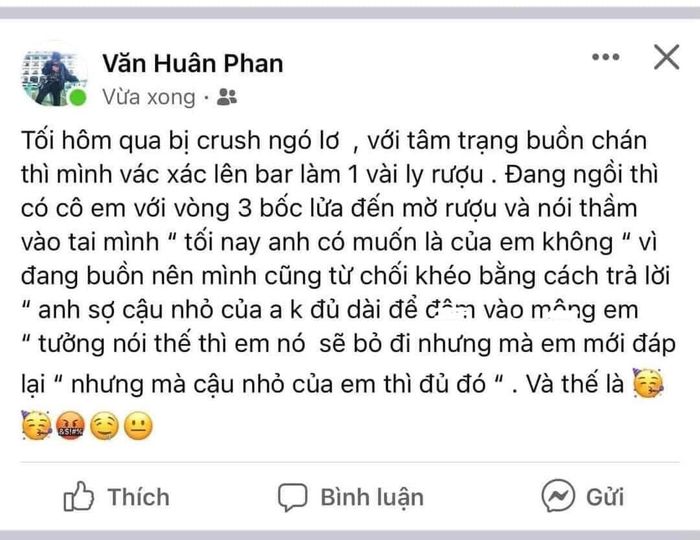 Văn Huân Phan
Vừa xong
Tối hôm qua bị crush ngó lơ , với tâm trạng buồn chán
thì mình vác xác lên bar làm 1 vài ly rượu . Đang ngồi thì
có cô em với vòng 3 bốc lửa đến mờ rượu và nói thầm
vào tai mình “ tối nay anh có muốn là của em không “ vì
đang buồn nên mình cũng từ chối khéo bằng cách trả lời
“ anh sợ cậu nhỏ của a k đủ dài để vào em
“ tưởng nói thế thì em nó sẽ bỏ đi nhưng mà em mới đáp
lại “ nhưng mà cậu nhỏ của em thì đủ đó “ . Và thế là 🥳
🥳🤬🤤😐
Thích Bình luận Gửi